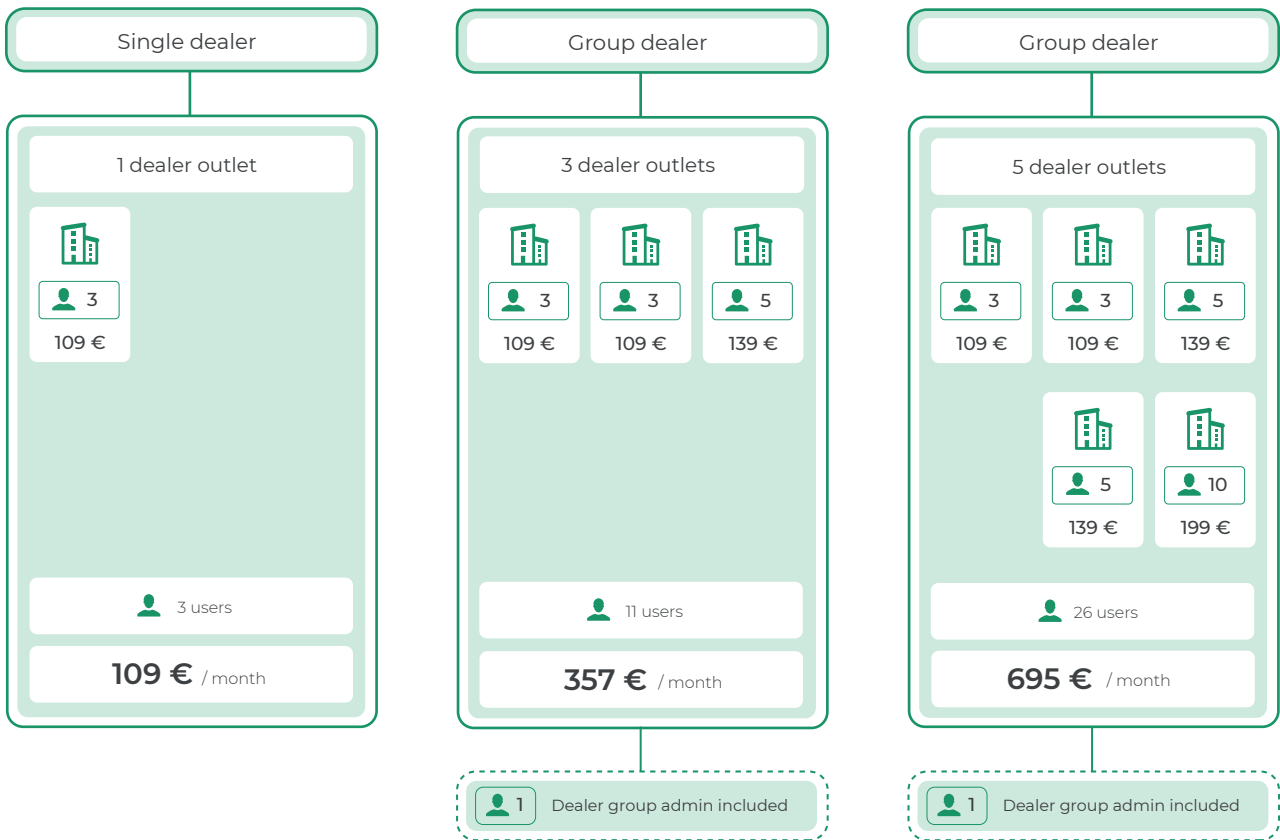 Single dealer
1 dealer outlet
3
109 €
3 users
109 € / month
Group dealer
3 dealer outlets
3
109 €
3
109 €
5
139 €
11 users
357 € / month
1 Dealer group admin included
Group dealer
5 dealer outlets
3
109 €
3
109 €
5
139 €
5
139 €
10
199 €
26 users
695 € / month
1 Dealer group admin included